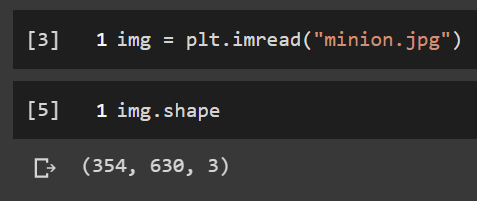 [3] 1 img = plt.imread("minion.jpg")
[5] 1 img.shape
(354, 630, 3)